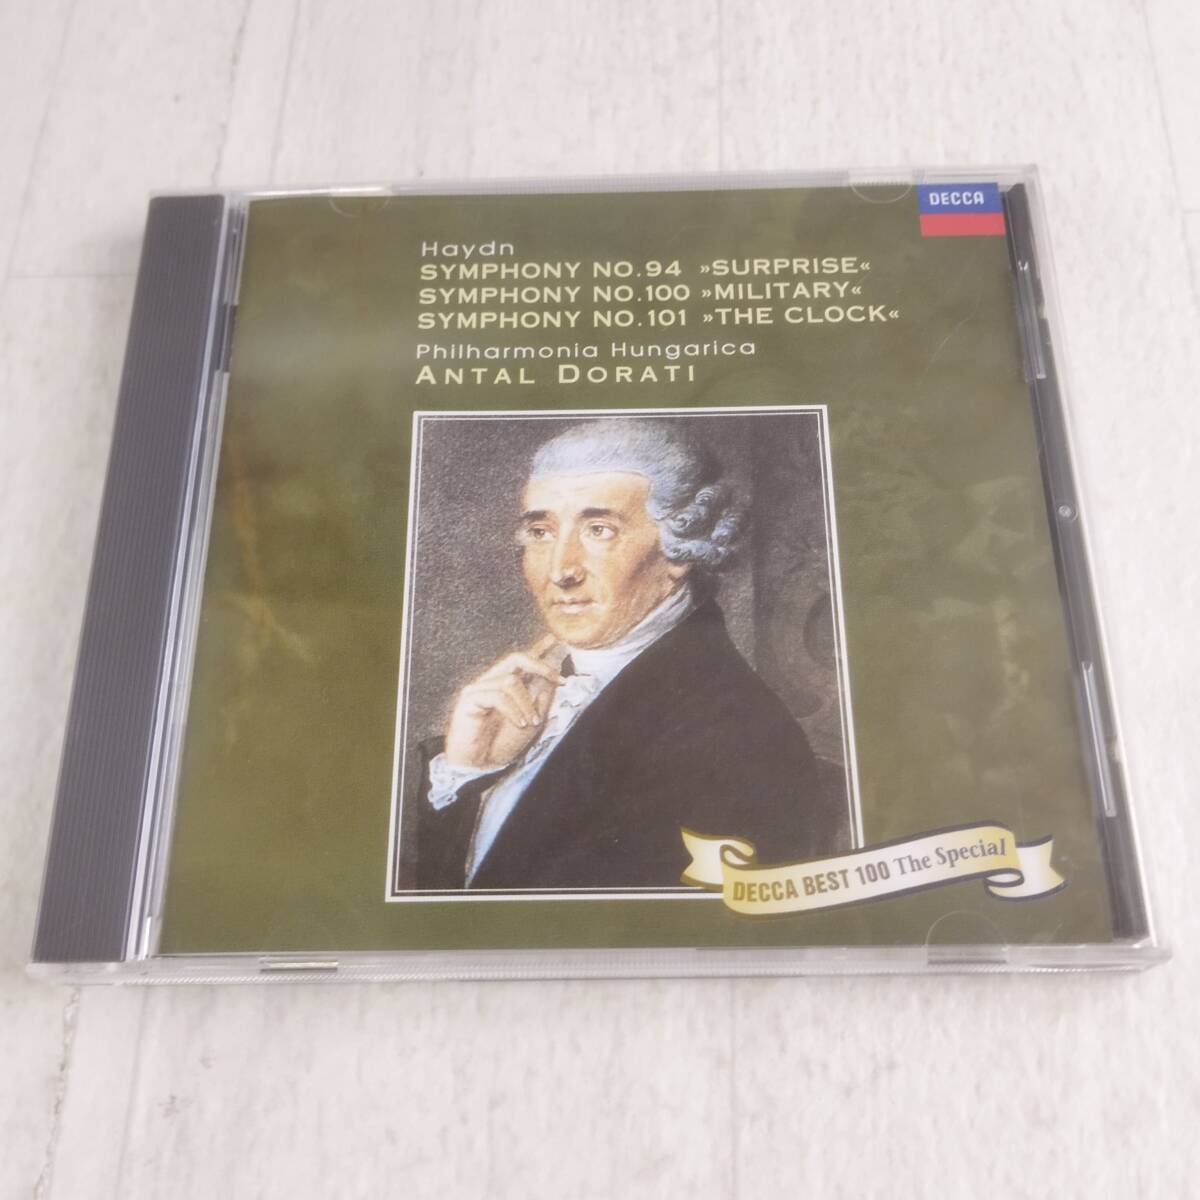 DECCA
Haydn
SYMPHONY NO.94 »SURPRISE«
SYMPHONY NO.100 »MILITARY«
SYMPHONY NO.101 »THE CLOCK«
Philharmonia Hungarica
ANTAL DORATI
DECCA BEST 100 The Special